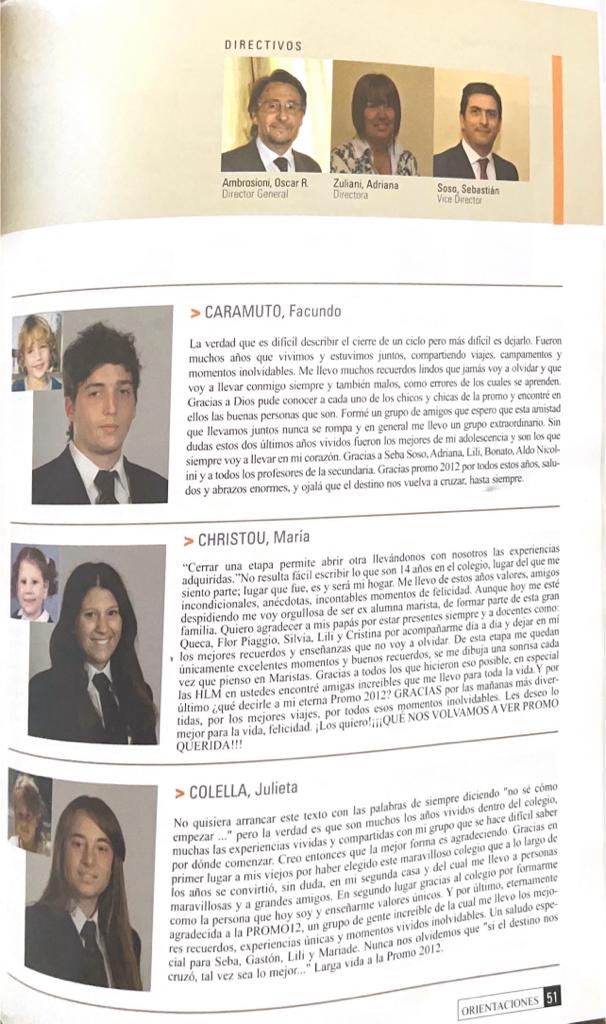 DIRECTIVOS
Ambrosioni, Oscar R.
Director General
Zuliani, Adriana
Directora
Soso, Sebastián
Vice Director
> CARAMUTO, Facundo
La verdad que es difícil describir el cierre de un ciclo pero más difícil es dejarlo. Fueron
muchos años que vivimos y estuvimos juntos, compartiendo viajes, campamentos y
momentos inolvidables. Me llevo muchos recuerdos lindos que jamás voy a olvidar y que
voy a llevar conmigo siempre y también malos, como errores de los cuales se aprenden.
Gracias a Dios pude conocer a cada uno de los chicos y chicas de la promo y encontré en
ellos las buenas personas que son. Formé un grupo de amigos que espero que esta amistad
que llevamos juntos nunca se rompa y en general me llevo un grupo extraordinario. Sin
dudas estos dos últimos años vividos fueron los mejores de mi adolescencia y son los que
siempre voy a llevar en mi corazón. Gracias a Seba Soso, Adriana, Lili, Bonato, Aldo Nicol-
ini y a todos los profesores de la secundaria. Gracias promo 2012 por todos estos años, salu-
dos y abrazos enormes, y ojalá que el destino nos vuelva a cruzar, hasta siempre.
> CHRISTOU, María
"Cerrar una etapa permite abrir otra llevándonos con nosotros las experiencias
adquiridas."No resulta fácil escribir lo que son 14 años en el colegio, lugar del que me
siento parte; lugar que fue, es y será mi hogar. Me llevo de estos años valores, amigos
incondicionales, anécdotas, incontables momentos de felicidad. Aunque hoy me esté
despidiendo me voy orgullosa de ser ex alumna marista, de formar parte de esta gran
familia. Quiero agradecer a mis papás por estar presentes siempre y a docentes como:
Queca, Flor Piaggio, Silvia, Lili y Cristina por acompañarme día a día y dejar en mí
los mejores recuerdos y enseñanzas que no voy a olvidar. De esta etapa me quedan
únicamente excelentes momentos y buenos recuerdos, se me dibuja una sonrisa cada
vez que pienso en Maristas. Gracias a todos los que hicieron eso posible, en especial
las HLM en ustedes encontré amigas increíbles que me llevo para toda la vida.Y por
último ¿qué decirle a mi eterna Promo 2012? GRACIAS por las mañanas más diver-
tidas, por los mejores viajes, por todos esos momentos inolvidables. Les deseo lo
mejor para la vida, felicidad. ¡Los quiero!¡¡¡QUÉ NOS VOLVAMOS A VER PROMO
QUERIDA!!!
> COLELLA, Julieta
No quisiera arrancar este texto con las palabras de siempre diciendo "no sé cómo
empezar ..." pero la verdad es que son muchos los años vividos dentro del colegio,
muchas las experiencias vividas y compartidas con mi grupo que se hace difícil saber
por dónde comenzar. Creo entonces que la mejor forma es agradeciendo. Gracias en
primer lugar a mis viejos por haber elegido este maravilloso colegio que a lo largo de
los años se convirtió, sin duda, en mi segunda casa y del cual me llevo a personas
maravillosas y a grandes amigos. En segundo lugar gracias al colegio por formarme
como la persona que hoy soy y enseñarme valores únicos. Y por último, eternamente
agradecida a la PROMO12, un grupo de gente increíble de la cual me llevo los mejo-
res recuerdos, experiencias únicas y momentos vividos inolvidables. Un saludo espe-
cial para Seba, Gastón, Lili y Mariade. Nunca nos olvidemos que "si el destino nos
cruzó, tal vez sea lo mejor..." Larga vida a la Promo 2012.
ORIENTACIONES 51